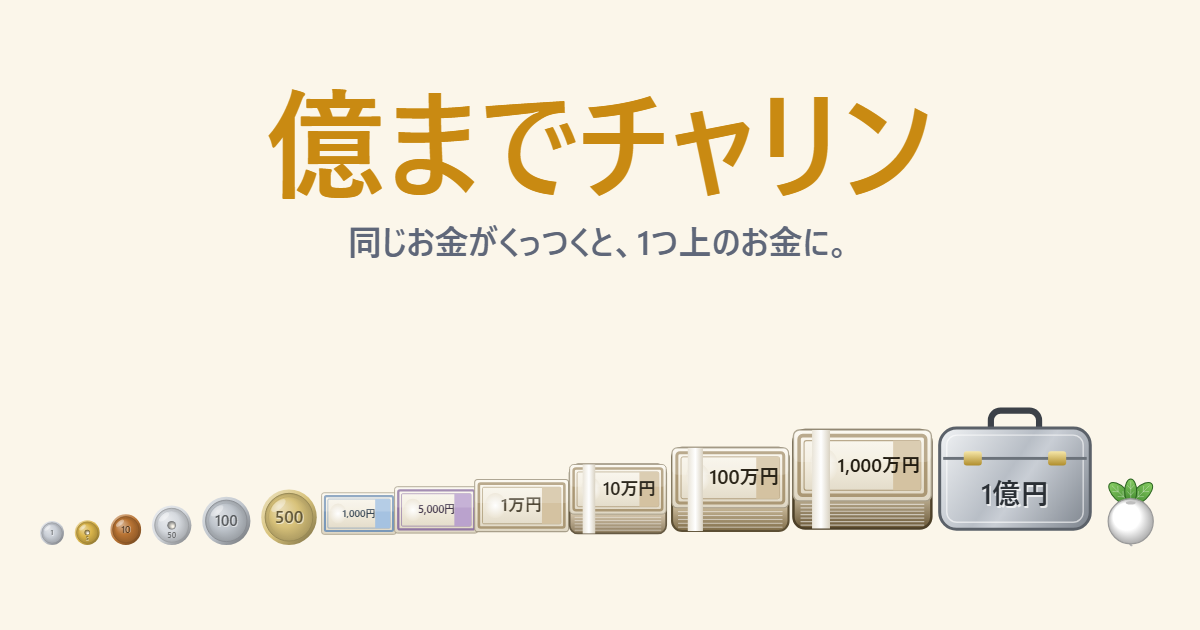 億までチャリン
同じお金がくっつくと、1つ上のお金に。
1
5
10
50
100
500
1,000円
5,000円
1万円
10万円
100万円
1,000万円
1億円